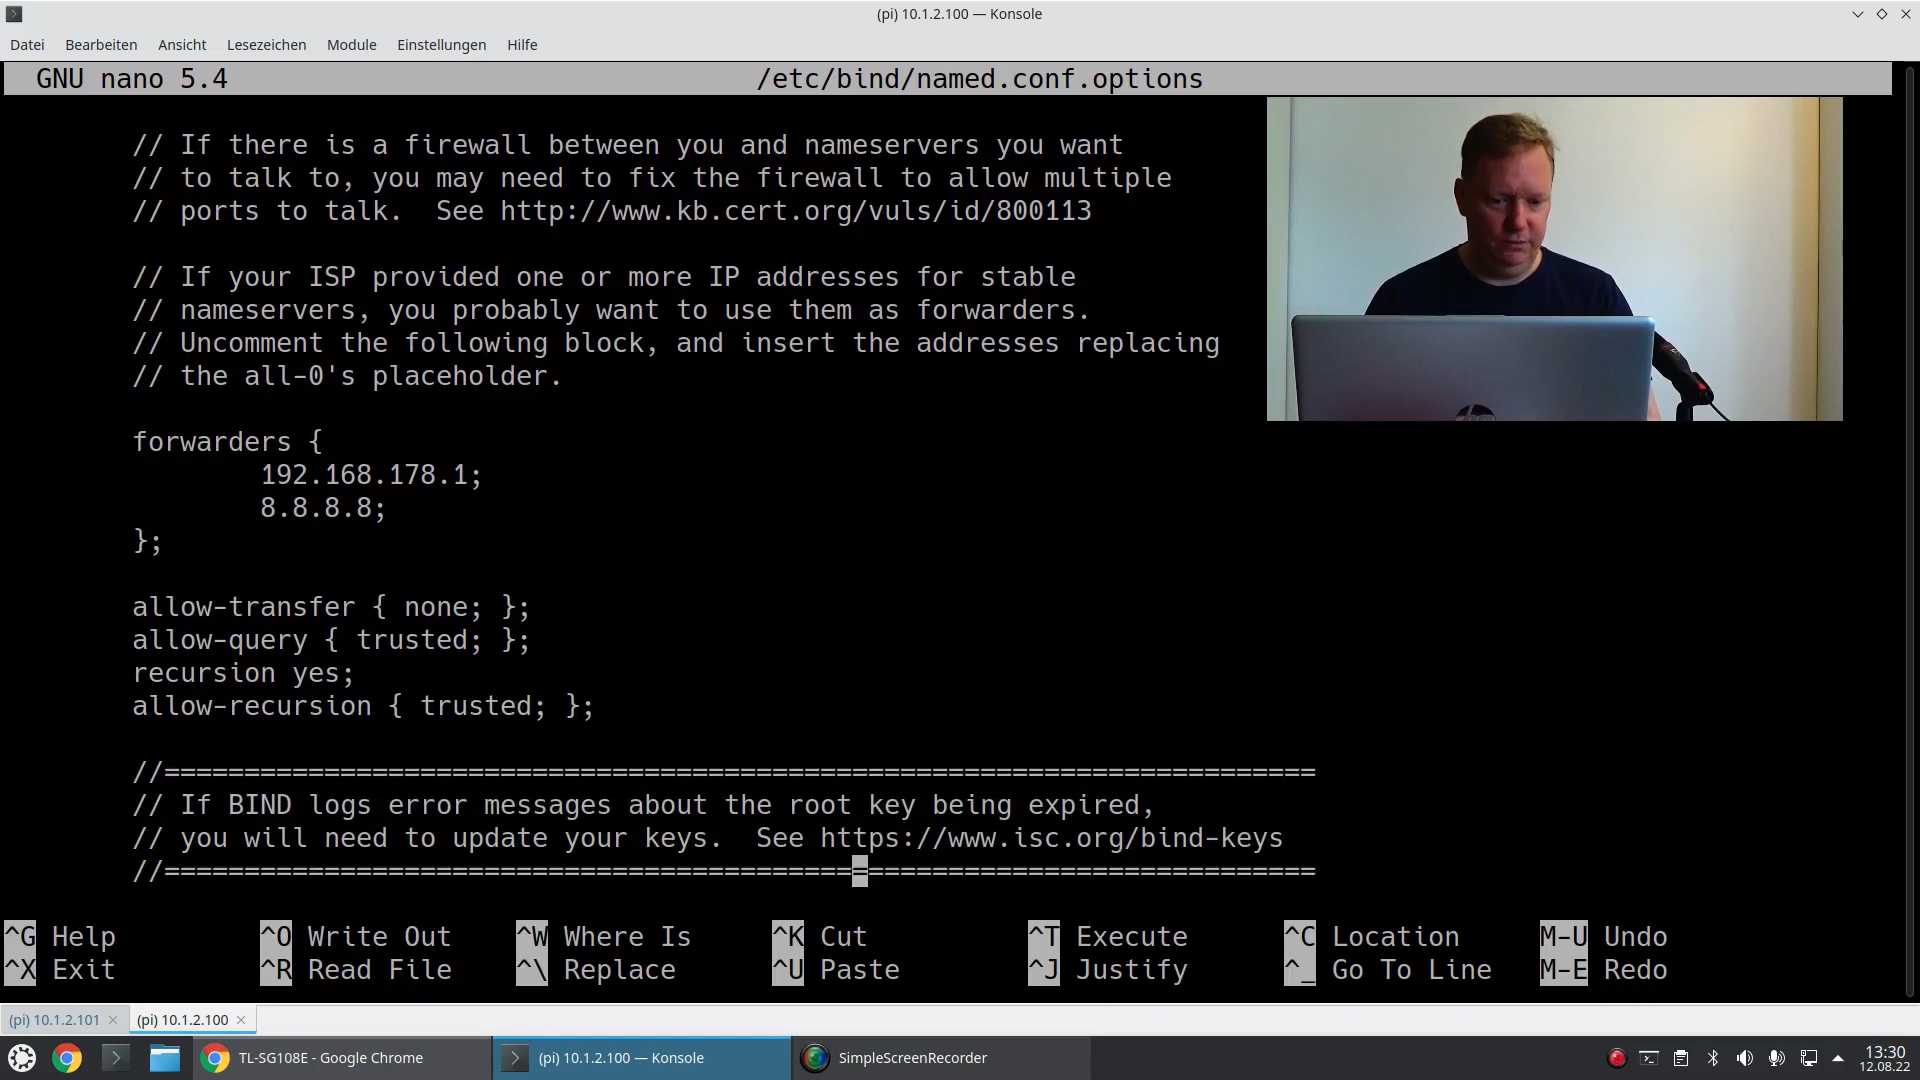 (pi) 10.1.2.100 — Konsole
Datei Bearbeiten Ansicht Lesezeichen Module Einstellungen Hilfe
GNU nano 5.4 /etc/bind/named.conf.options
// If there is a firewall between you and nameservers you want
// to talk to, you may need to fix the firewall to allow multiple
// ports to talk.  See http://www.kb.cert.org/vuls/id/800113
// If your ISP provided one or more IP addresses for stable
// nameservers, you probably want to use them as forwarders.
// Uncomment the following block, and insert the addresses replacing
// the all-0's placeholder.
forwarders {
192.168.178.1;
8.8.8.8;
};
allow-transfer { none; };
allow-query { trusted; };
recursion yes;
allow-recursion { trusted; };
//========================================================================
// If BIND logs error messages about the root key being expired,
// you will need to update your keys.  See https://www.isc.org/bind-keys
//========================================================================
^G Help ^O Write Out ^W Where Is ^K Cut ^T Execute ^C Location M-U Undo
^X Exit ^R Read File ^\ Replace ^U Paste ^J Justify ^_ Go To Line M-E Redo
(pi) 10.1.2.101 (pi) 10.1.2.100
TL-SG108E - Google Chrome (pi) 10.1.2.100 — Konsole SimpleScreenRecorder 13:30
12.08.22